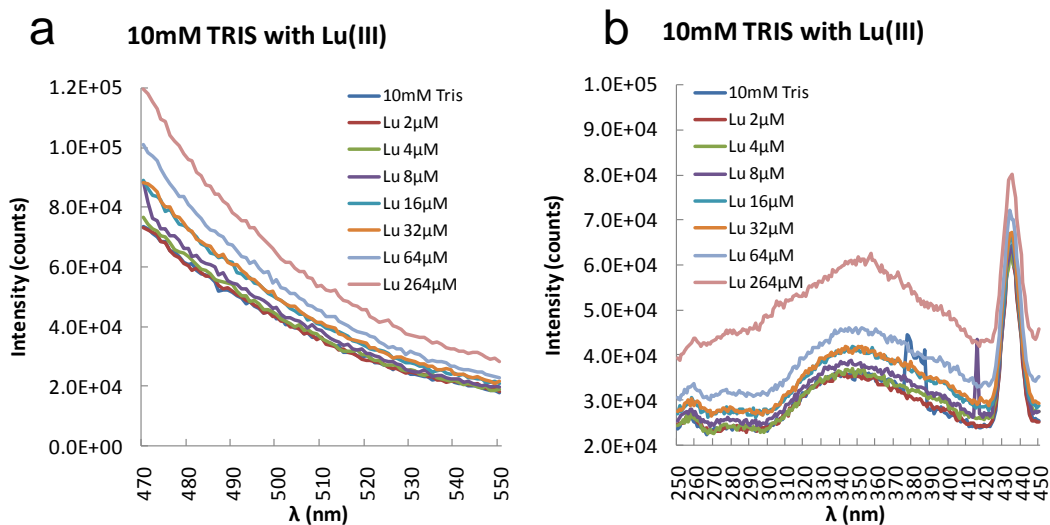 a
10mM TRIS with Lu(III)
1.2E+05
1.0E+05
8.0E+04
6.0E+04
4.0E+04
2.0E+04
0.0E+00
Intensity (counts)
10mM Tris
Lu 2μM
Lu 4μM
Lu 8μM
Lu 16μM
Lu 32μM
Lu 64μM
Lu 264μM
470
480
490
500
510
520
530
540
550
λ (nm)
b
10mM TRIS with Lu(III)
1.0E+05
9.0E+04
8.0E+04
7.0E+04
6.0E+04
5.0E+04
4.0E+04
3.0E+04
2.0E+04
Intensity (counts)
10mM Tris
Lu 2μM
Lu 4μM
Lu 8μM
Lu 16μM
Lu 32μM
Lu 64μM
Lu 264μM
250
260
270
280
290
300
310
320
330
340
350
360
370
380
390
400
410
420
430
440
450
λ (nm)